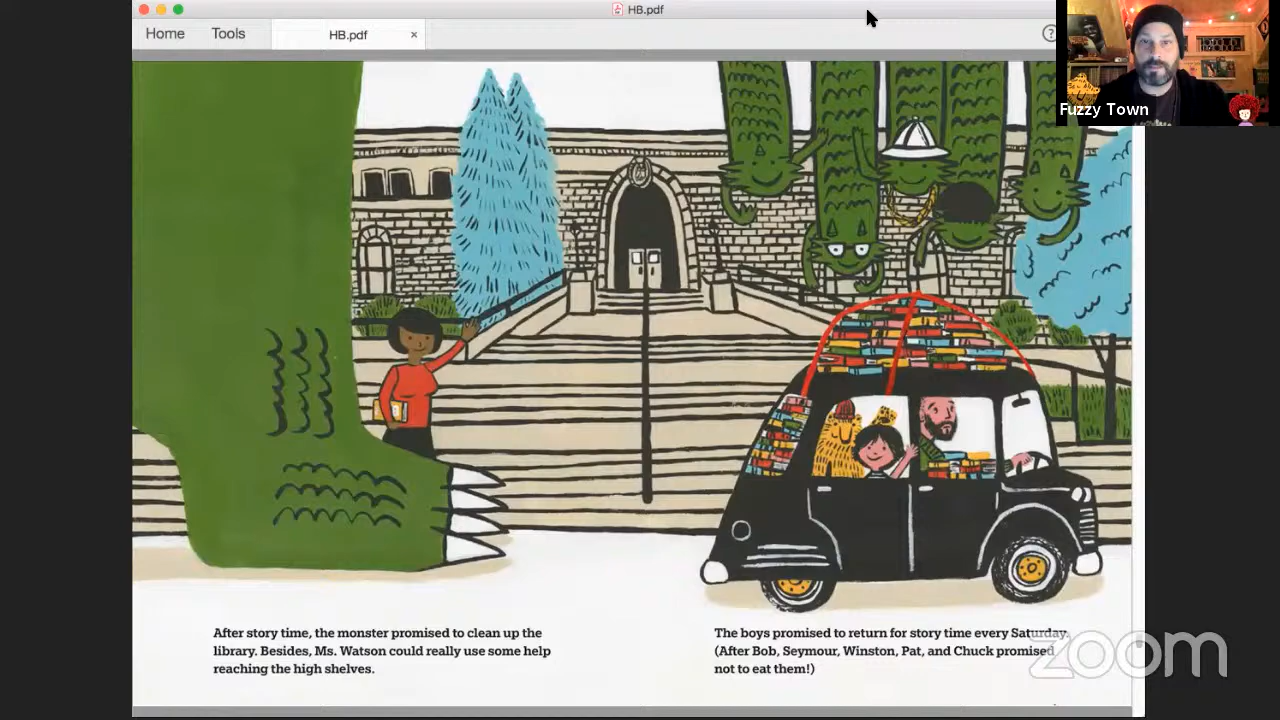 HB.pdf
Home
Tools
HB.pdf
×
?
Fuzzy Town
After story time, the monster promised to clean up the
library. Besides, Ms. Watson could really use some help
reaching the high shelves.
The boys promised to return for story time every Saturday.
(After Bob, Seymour, Winston, Pat, and Chuck promised
not to eat them!)
zoom